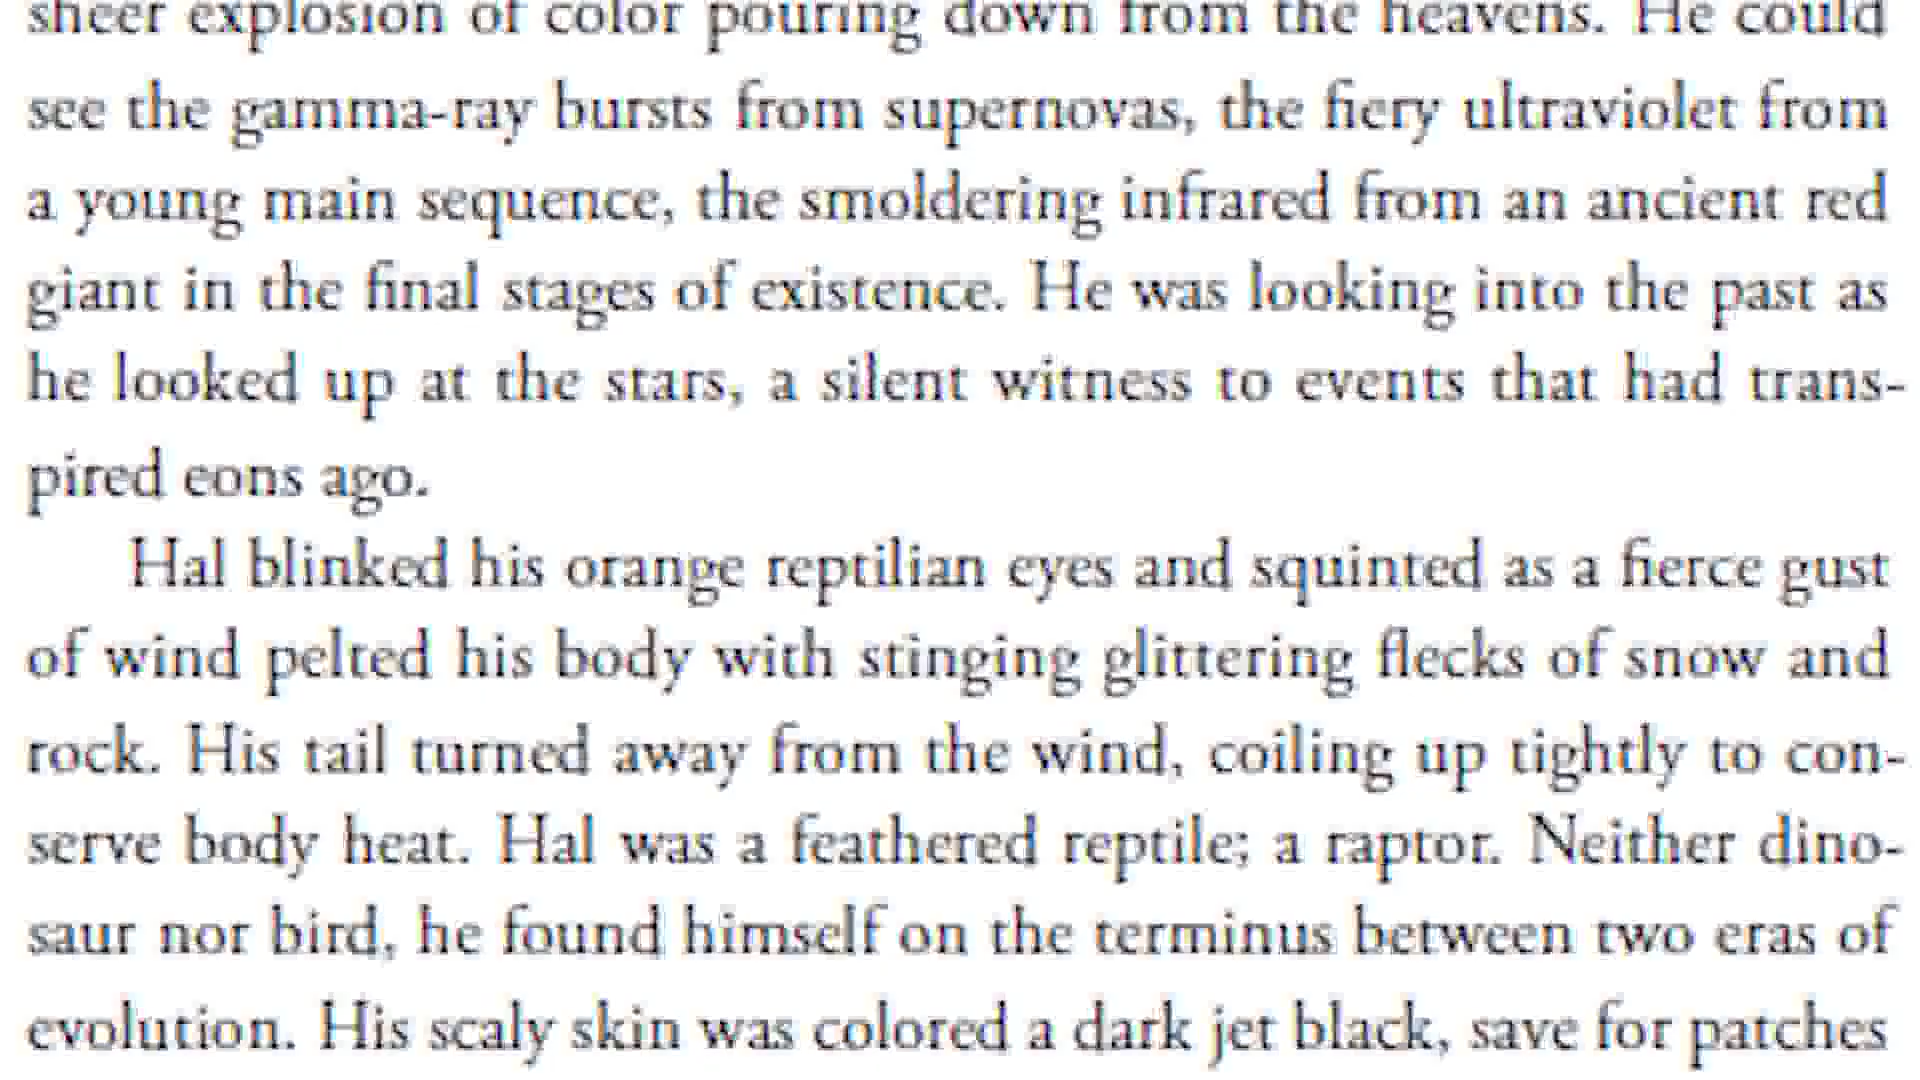 sheer explosion of color pouring down from the heavens. He could
see the gamma-ray bursts from supernovas, the fiery ultraviolet from
a young main sequence, the smoldering infrared from an ancient red
giant in the final stages of existence. He was looking into the past as
he looked up at the stars, a silent witness to events that had trans-
pired eons ago.
Hal blinked his orange reptilian eyes and squinted as a fierce gust
of wind pelted his body with stinging glittering flecks of snow and
rock. His tail turned away from the wind, coiling up tightly to con-
serve body heat. Hal was a feathered reptile; a raptor. Neither dino-
saur nor bird, he found himself on the terminus between two eras of
evolution. His scaly skin was colored a dark jet black, save for patches